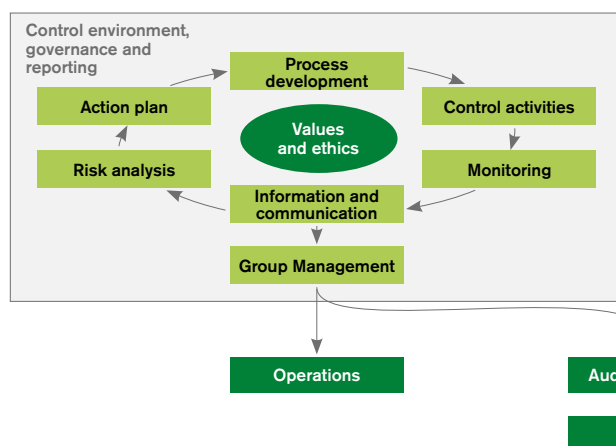 Control environment,
governance and
reporting
Process
development
Action plan
Control activities
Values
and ethics
Risk analysis
Monitoring
Information and
communication
Group Management
Operations